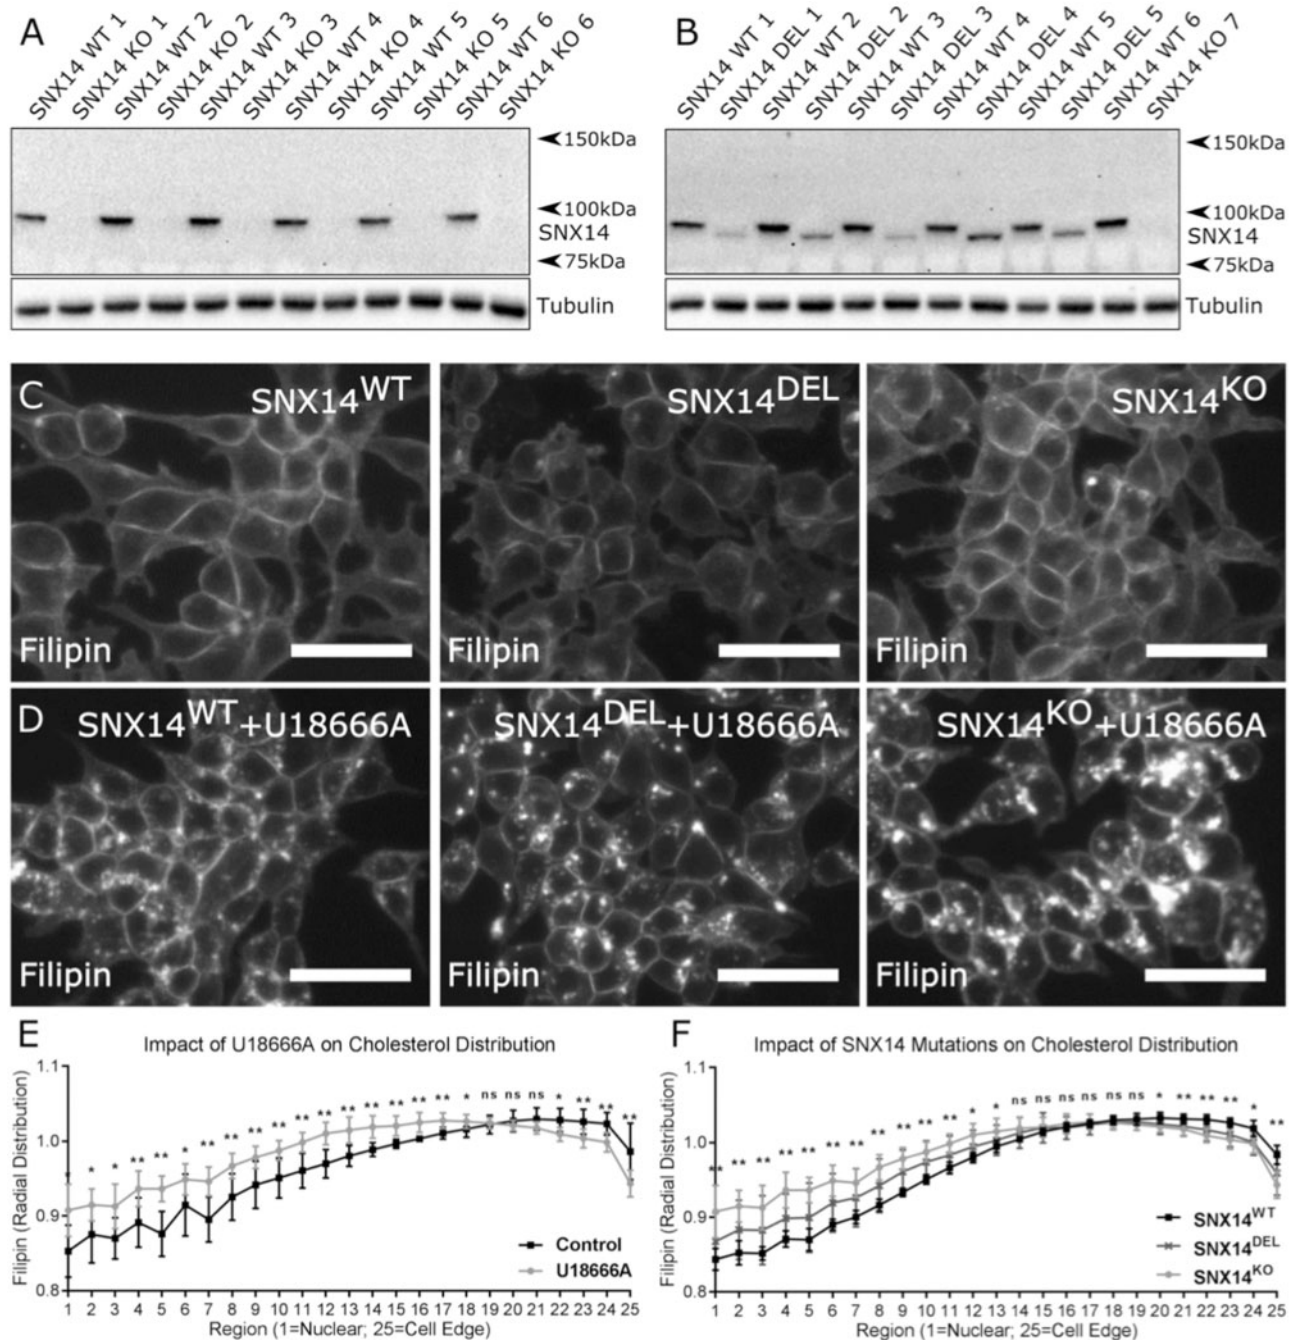 A
SNX14 WT 1
SNX14 KO 1
SNX14 WT 2
SNX14 KO 2
SNX14 WT 3
SNX14 KO 3
SNX14 WT 4
SNX14 KO 4
SNX14 WT 5
SNX14 KO 5
SNX14 WT 6
SNX14 KO 6
150kDa
100kDa
SNX14
75kDa
Tubulin
B
SNX14 WT 1
SNX14 DEL 1
SNX14 WT 2
SNX14 DEL 2
SNX14 WT 3
SNX14 DEL 3
SNX14 WT 4
SNX14 DEL 4
SNX14 WT 5
SNX14 DEL 5
SNX14 WT 6
SNX14 KO 7
150kDa
100kDa
SNX14
75kDa
Tubulin
C
SNX14WT
Filipin
SNX14DEL
Filipin
SNX14KO
Filipin
D
SNX14WT+U18666A
Filipin
SNX14DEL+U18666A
Filipin
SNX14KO+U18666A
Filipin
E
Impact of U18666A on Cholesterol Distribution
Filipin (Radial Distribution)
1.1
1.0
0.9
0.8
* * * ** ** * ** ** ** ** ** ** ** ** ** ** ** * ns ns ns * ** ** **
Control
U18666A
1 2 3 4 5 6 7 8 9 10 11 12 13 14 15 16 17 18 19 20 21 22 23 24 25
Region (1=Nuclear; 25=Cell Edge)
F
Impact of SNX14 Mutations on Cholesterol Distribution
Filipin (Radial Distribution)
1.1
1.0
0.9
0.8
** ** ** ** ** ** ** ** ** ** ** * * ns ns ns ns ns ns * ** ** ** * **
SNX14WT
SNX14DEL
SNX14KO
1 2 3 4 5 6 7 8 9 10 11 12 13 14 15 16 17 18 19 20 21 22 23 24 25
Region (1=Nuclear; 25=Cell Edge)